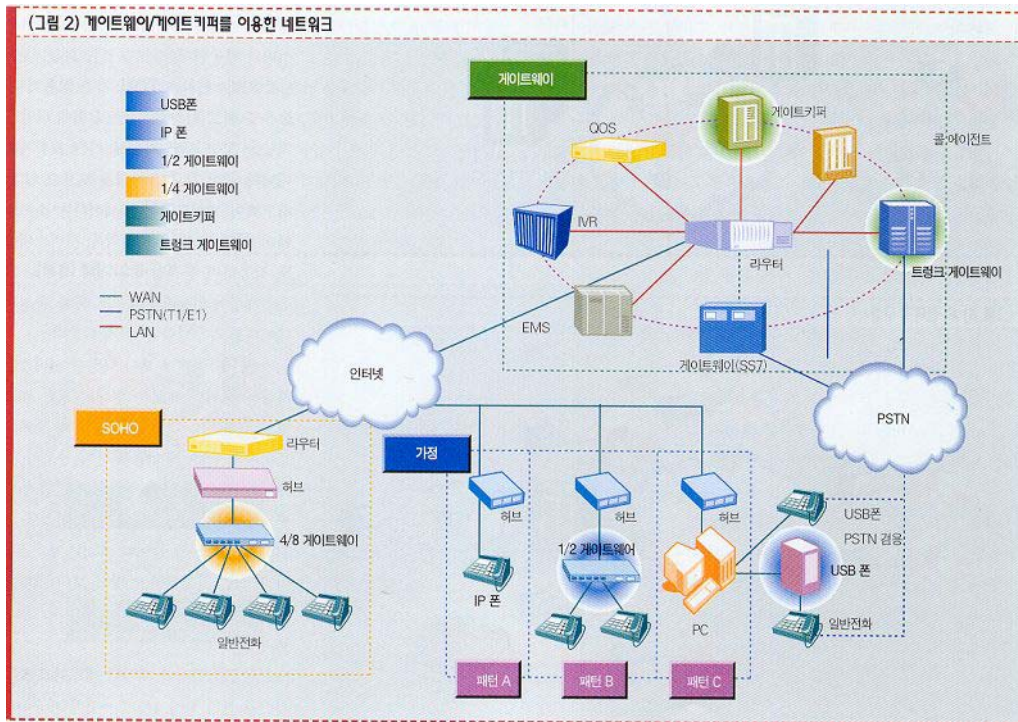 (그림 2) 게이트웨이/게이트키퍼를 이용한 네트워크
USB폰
IP 폰
1/2 게이트웨이
1/4 게이트웨이
게이트키퍼
트렁크 게이트웨이
WAN
PSTN(T1/E1)
LAN
게이트웨이
QOS
게이트키퍼
콜 에이전트
IVR
라우터
트렁크 게이트웨이
EMS
게이트웨이(SS7)
인터넷
PSTN
SOHO
라우터
허브
4/8 게이트웨이
일반전화
가정
허브
IP 폰
패턴 A
허브
1/2 게이트웨어
패턴 B
허브
PC
패턴 C
USB폰
PSTN 겸용
USB 폰
일반전화